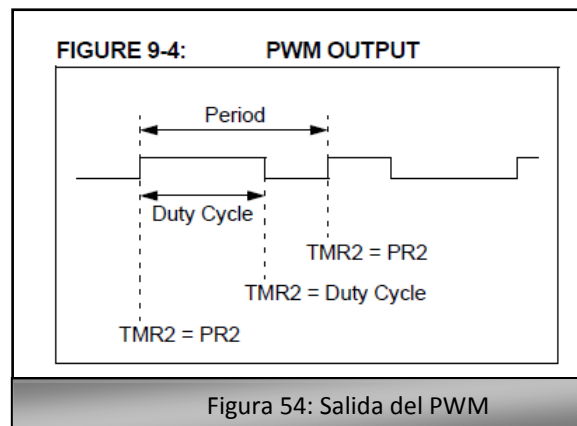 FIGURE 9-4: PWM OUTPUT
Period
Duty Cycle
TMR2 = PR2
TMR2 = Duty Cycle
TMR2 = PR2
Figura 54: Salida del PWM